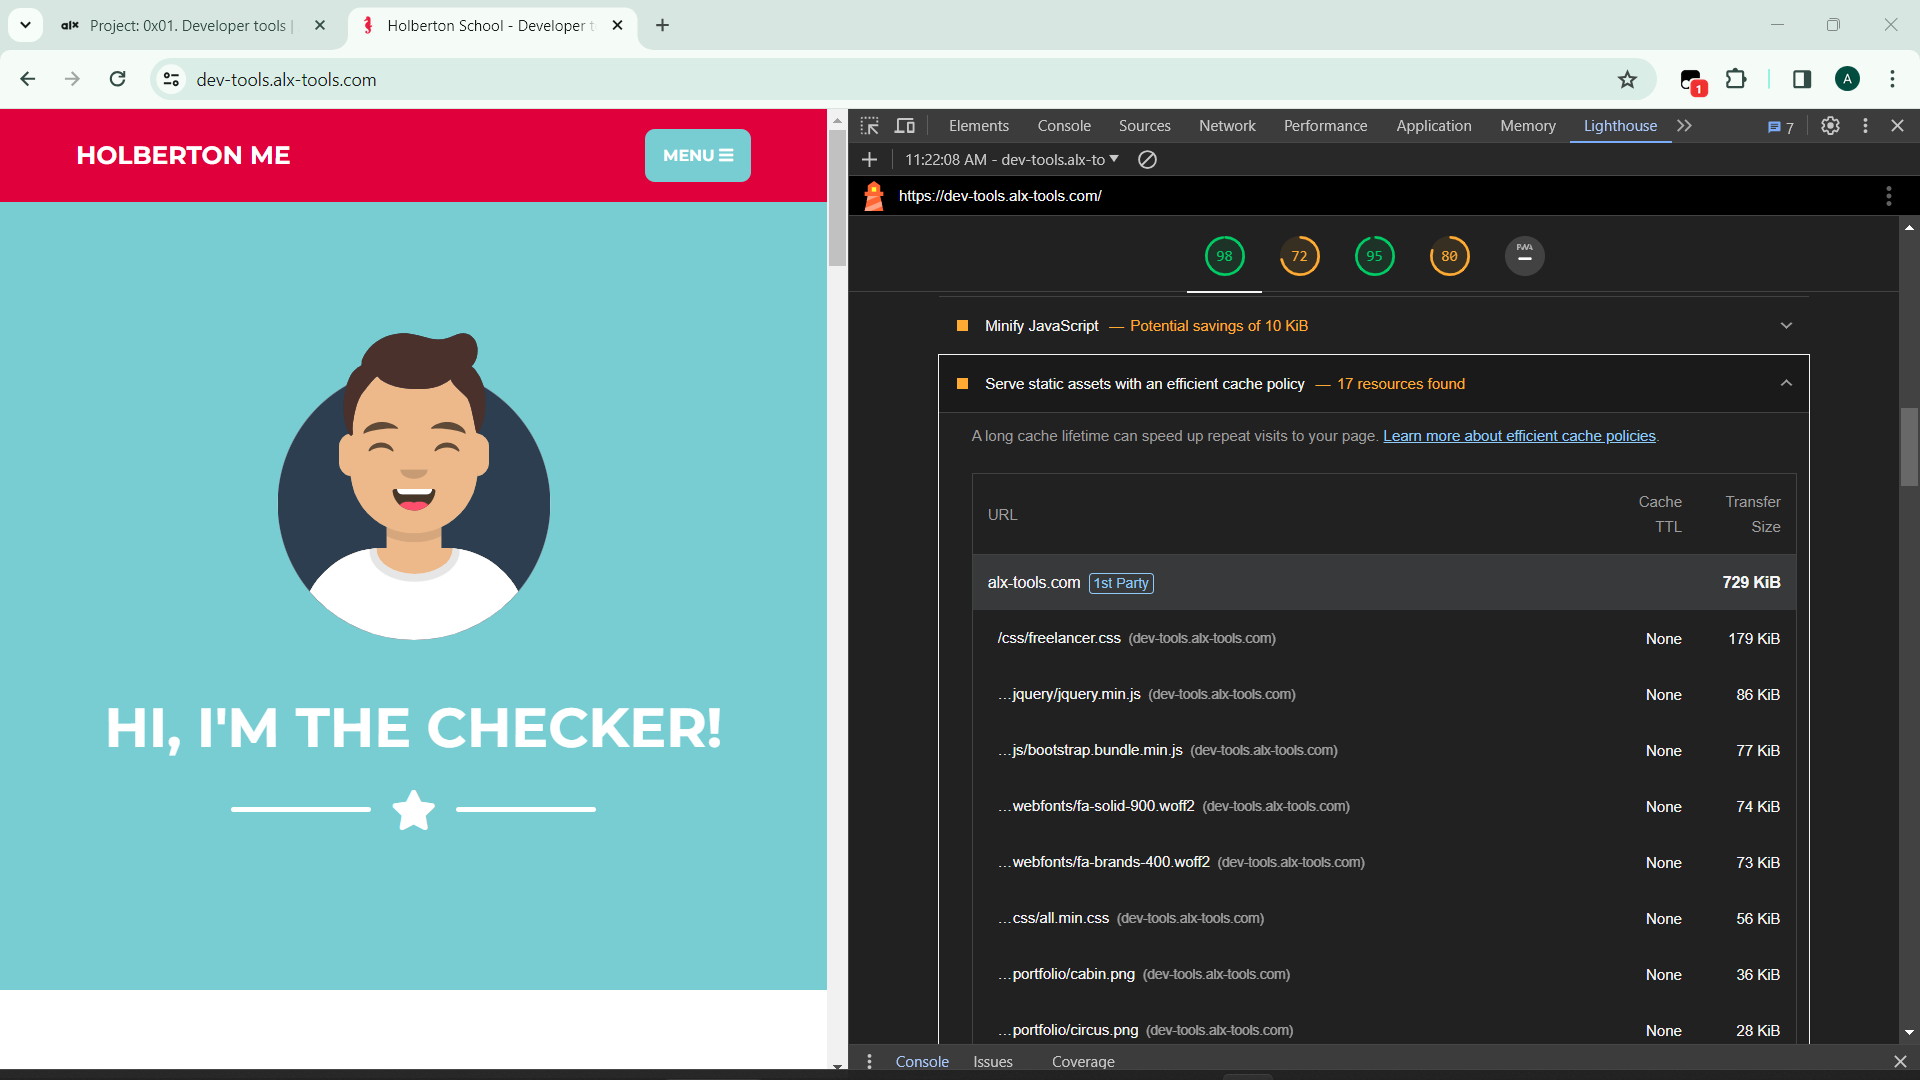 alx Project: 0x01. Developer tools |
Holberton School - Developer t
dev-tools.alx-tools.com
1
A
HOLBERTON ME
MENU
HI, I'M THE CHECKER!
Elements Console Sources Network Performance Application Memory Lighthouse 7
11:22:08 AM - dev-tools.alx-to
https://dev-tools.alx-tools.com/
98 72 95 80 PWA
Minify JavaScript — Potential savings of 10 KiB
Serve static assets with an efficient cache policy — 17 resources found
A long cache lifetime can speed up repeat visits to your page. Learn more about efficient cache policies.
URL Cache TTL Transfer Size
alx-tools.com 1st Party 729 KiB
/css/freelancer.css (dev-tools.alx-tools.com) None 179 KiB
…jquery/jquery.min.js (dev-tools.alx-tools.com) None 86 KiB
…js/bootstrap.bundle.min.js (dev-tools.alx-tools.com) None 77 KiB
…webfonts/fa-solid-900.woff2 (dev-tools.alx-tools.com) None 74 KiB
…webfonts/fa-brands-400.woff2 (dev-tools.alx-tools.com) None 73 KiB
…css/all.min.css (dev-tools.alx-tools.com) None 56 KiB
…portfolio/cabin.png (dev-tools.alx-tools.com) None 36 KiB
…portfolio/circus.png (dev-tools.alx-tools.com) None 28 KiB
Console Issues Coverage